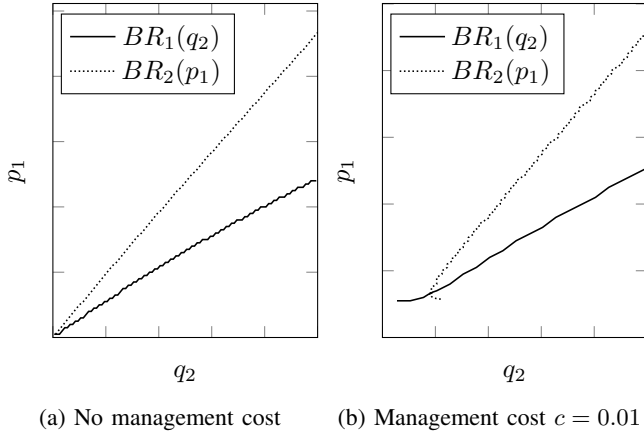 BR₁(q₂)
BR₂(p₁)
p₁
q₂
(a) No management cost
BR₁(q₂)
BR₂(p₁)
p₁
q₂
(b) Management cost c = 0.01